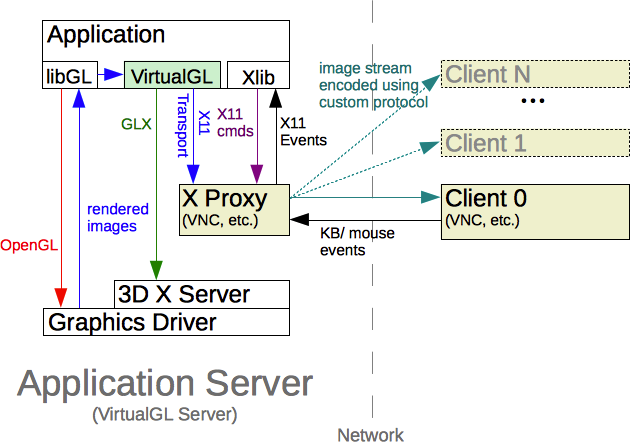 Application
libGL
VirtualGL
Xlib
image stream
encoded using
custom protocol
Client N
...
GLX
X11
Transport
X11
cmds
X11
Events
Client 1
X Proxy
(VNC, etc.)
Client 0
(VNC, etc.)
rendered
images
KB/ mouse
events
OpenGL
3D X Server
Graphics Driver
Application Server
(VirtualGL Server)
Network